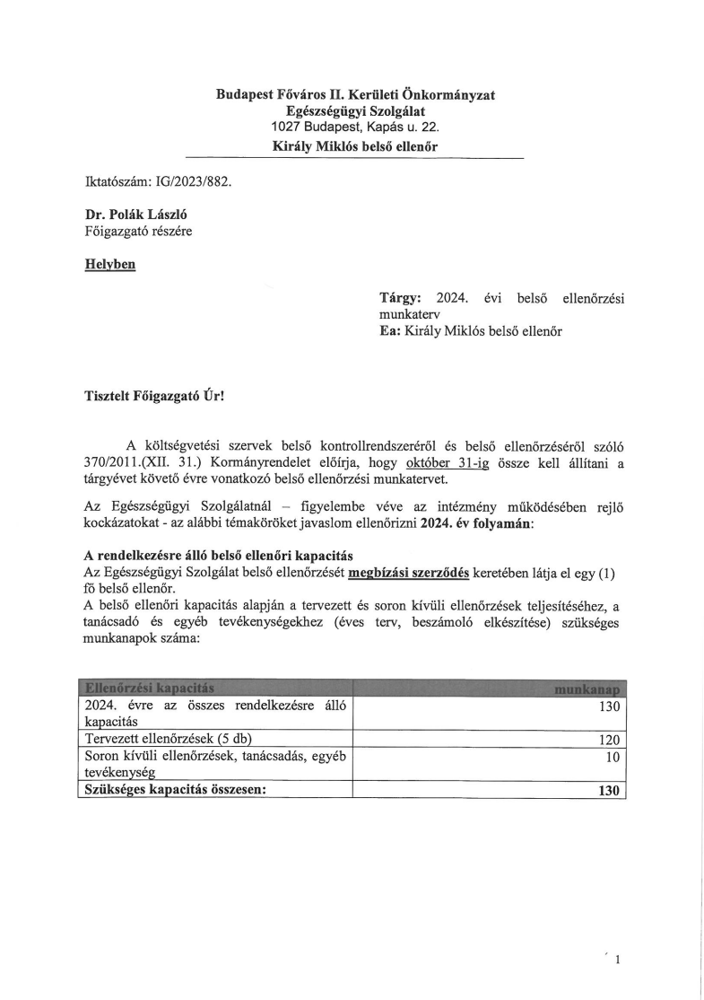 Budapest Főváros II. Kerületi Önkormányzat
Egészségügyi Szolgálat
1027 Budapest, Kapás u. 22.
Király Miklós belső ellenőr
Iktatószám: IG/2023/882.
Dr. Polák László
Főigazgató részére
Helyben
Tárgy: 2024. évi belső ellenőrzési
munkaterv
Ea: Király Miklós belső ellenőr
Tisztelt Főigazgató Úr!
A költségvetési szervek belső kontrollrendszeréről és belső ellenőrzéséről szóló
370/2011.(XII. 31.) Kormányrendelet előírja, hogy október 31-ig össze kell állítani a
tárgyévet követő évre vonatkozó belső ellenőrzési munkatervet.
Az Egészségügyi Szolgálatnál – figyelembe véve az intézmény működésében rejlő
kockázatokat - az alábbi témaköröket javaslom ellenőrizni 2024. év folyamán:
A rendelkezésre álló belső ellenőri kapacitás
Az Egészségügyi Szolgálat belső ellenőrzését megbízási szerződés keretében látja el egy (1)
fő belső ellenőr.
A belső ellenőri kapacitás alapján a tervezett és soron kívüli ellenőrzések teljesítéséhez, a
tanácsadó és egyéb tevékenységekhez (éves terv, beszámoló elkészítése) szükséges
munkanapok száma:
Ellenőrzési kapacitás munkanap
2024. évre az összes rendelkezésre álló 130
kapacitás
Tervezett ellenőrzések (5 db) 120
Soron kívüli ellenőrzések, tanácsadás, egyéb 10
tevékenység
Szükséges kapacitás összesen: 130
1